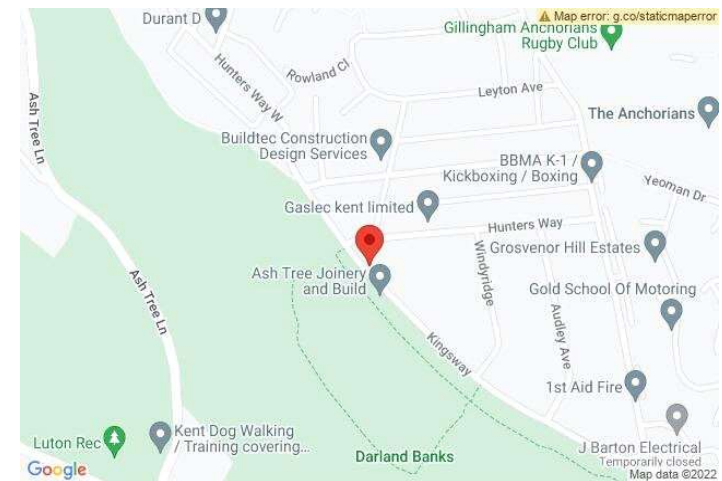 Durant D
Map error: g.co/staticmaperror
Gillingham Anchorians
Rugby Club
Hunters Way W
Rowland Cl
Leyton Ave
Ash Tree Ln
The Anchorians
Buildtec Construction
Design Services
BBMA K-1 /
Kickboxing / Boxing
Yeoman Dr
Gaslec kent limited
Hunters Way
Windyridge
Grosvenor Hill Estates
Ash Tree Joinery
and Build
Gold School Of Motoring
Ash Tree Ln
Audley Ave
Kingsway
1st Aid Fire
Kent Dog Walking
/ Training covering...
Luton Rec
Darland Banks
J Barton Electrical
Temporarily closed
Google
Map data ©2022